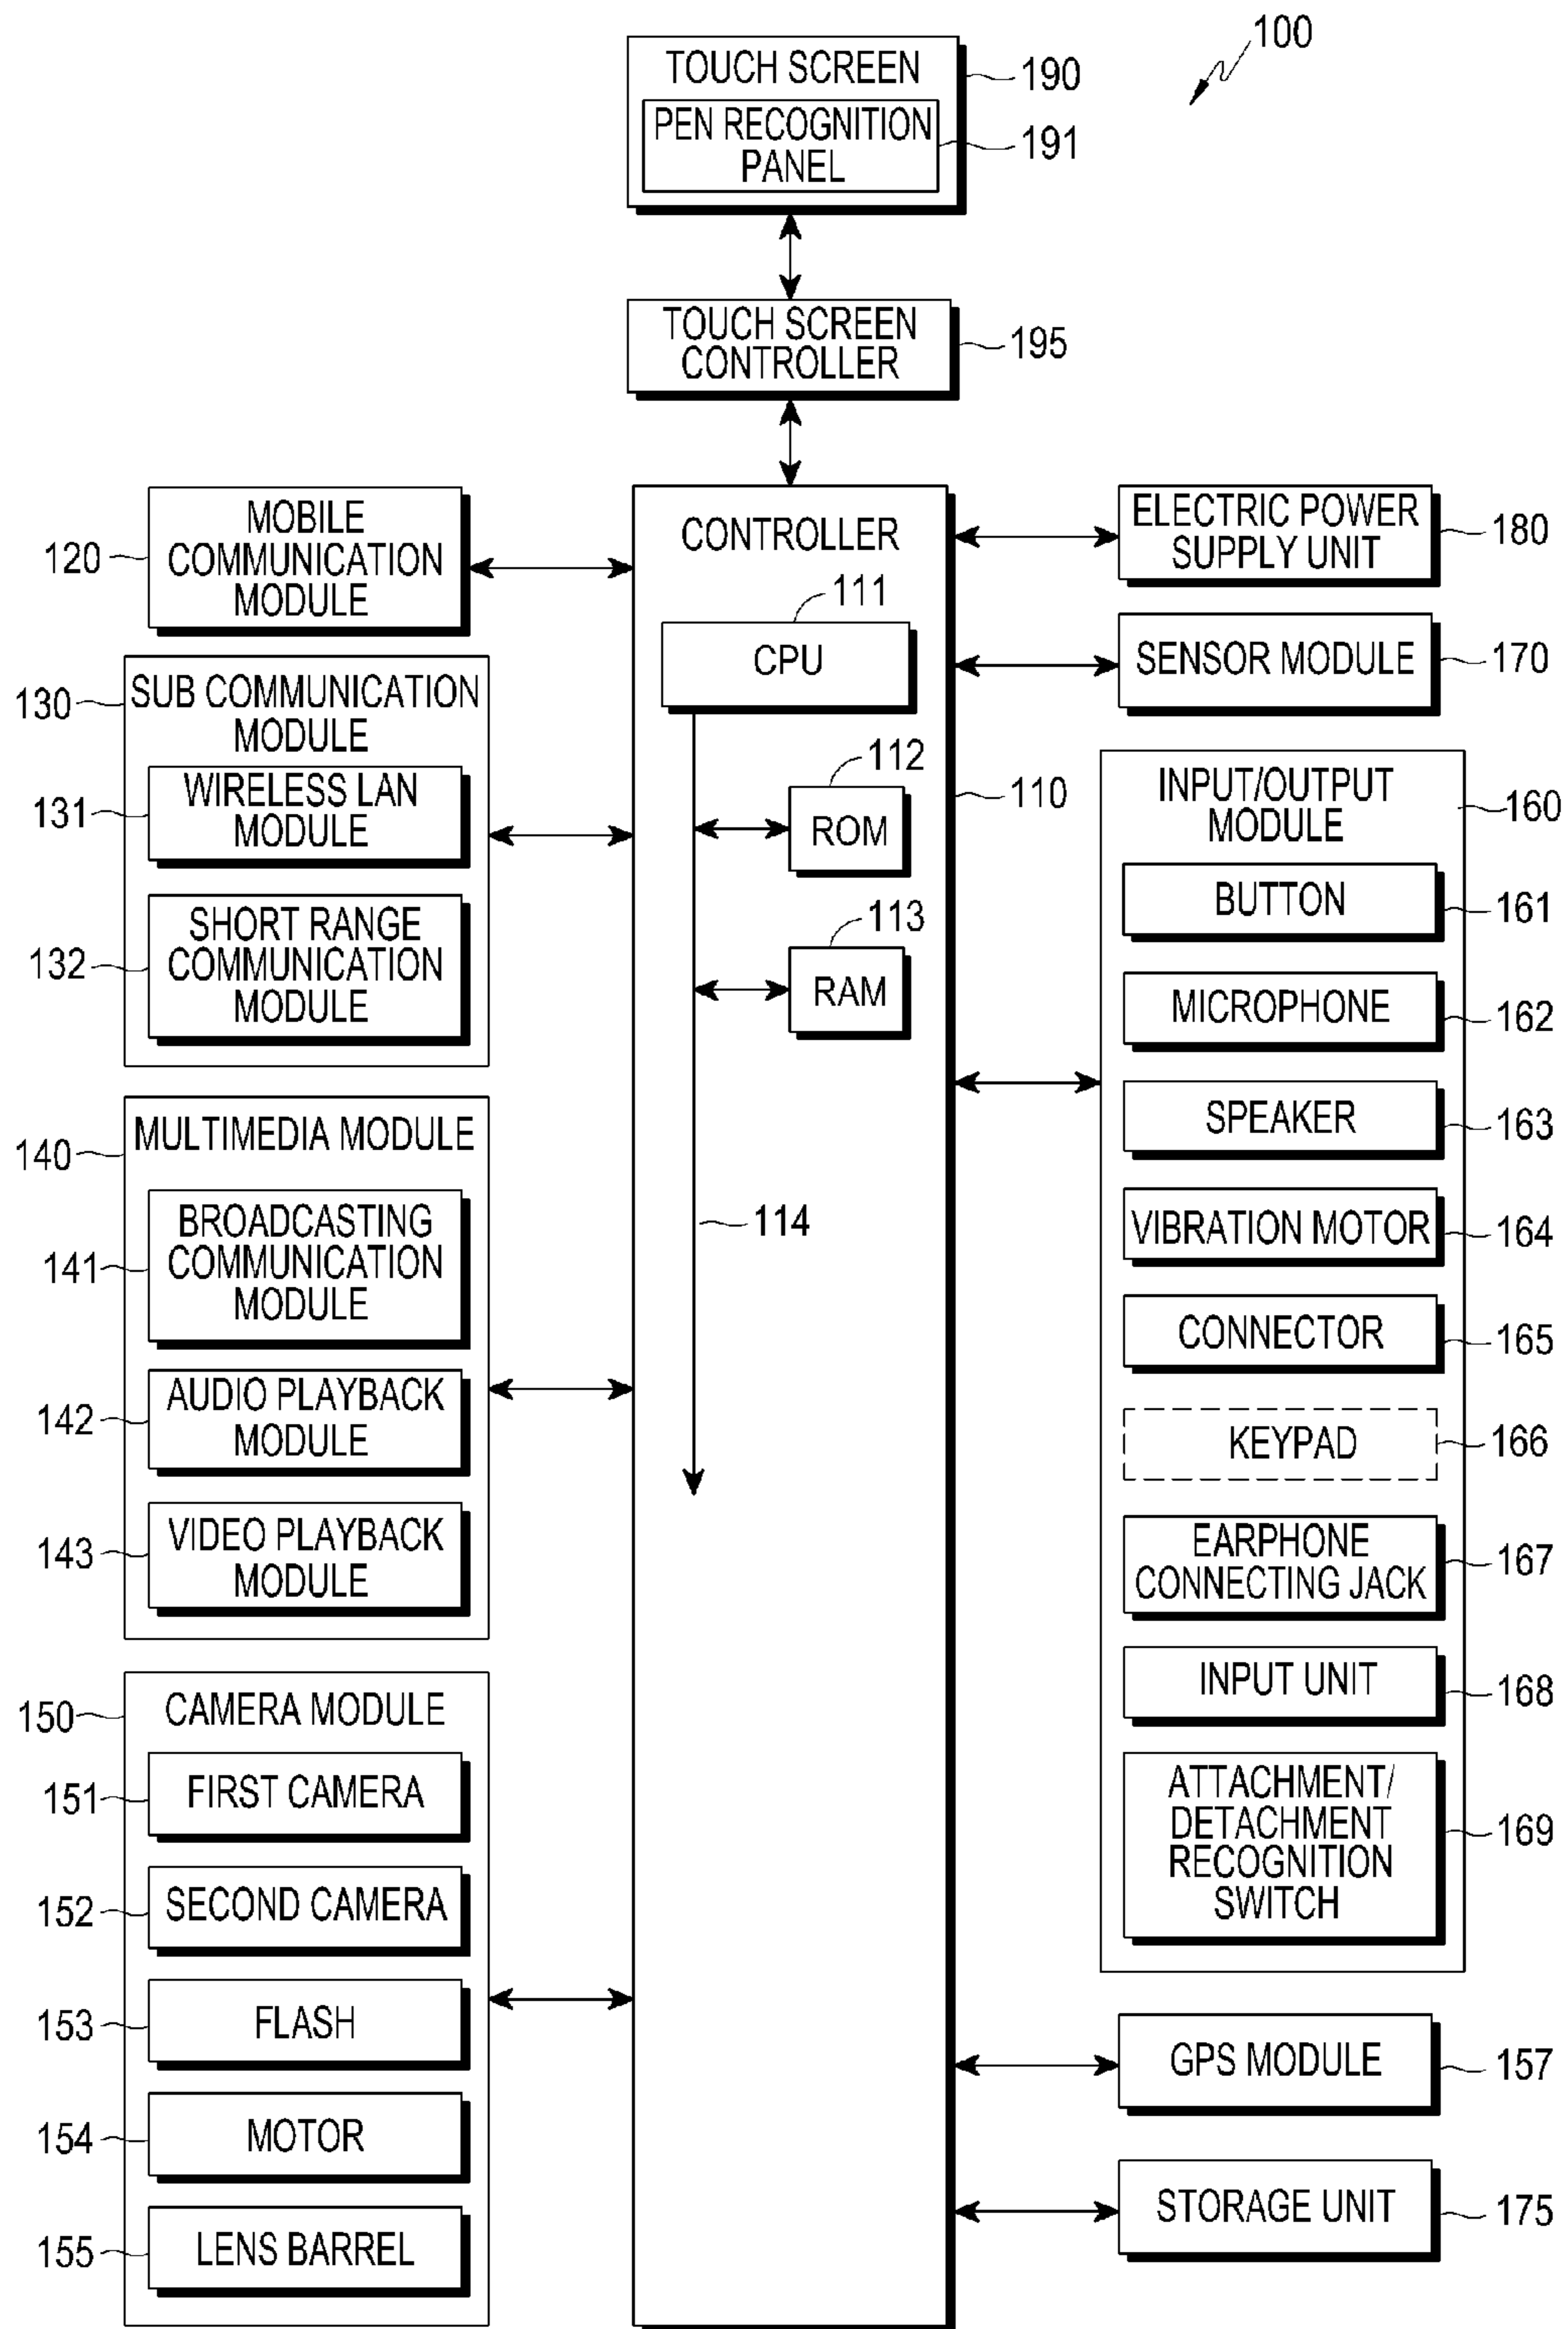 100
TOUCH SCREEN
190
PEN RECOGNITION
PANEL
191
TOUCH SCREEN
CONTROLLER
195
MOBILE
COMMUNICATION
MODULE
120
SUB COMMUNICATION
MODULE
130
WIRELESS LAN
MODULE
131
SHORT RANGE
COMMUNICATION
MODULE
132
MULTIMEDIA MODULE
140
BROADCASTING
COMMUNICATION
MODULE
141
AUDIO PLAYBACK
MODULE
142
VIDEO PLAYBACK
MODULE
143
CAMERA MODULE
150
FIRST CAMERA
151
SECOND CAMERA
152
FLASH
153
MOTOR
154
LENS BARREL
155
CONTROLLER
110
111
CPU
112
ROM
113
RAM
114
ELECTRIC POWER
SUPPLY UNIT
180
SENSOR MODULE
170
INPUT/OUTPUT
MODULE
160
BUTTON
161
MICROPHONE
162
SPEAKER
163
VIBRATION MOTOR
164
CONNECTOR
165
KEYPAD
166
EARPHONE
CONNECTING JACK
167
INPUT UNIT
168
ATTACHMENT/
DETACHMENT
RECOGNITION
SWITCH
169
GPS MODULE
157
STORAGE UNIT
175